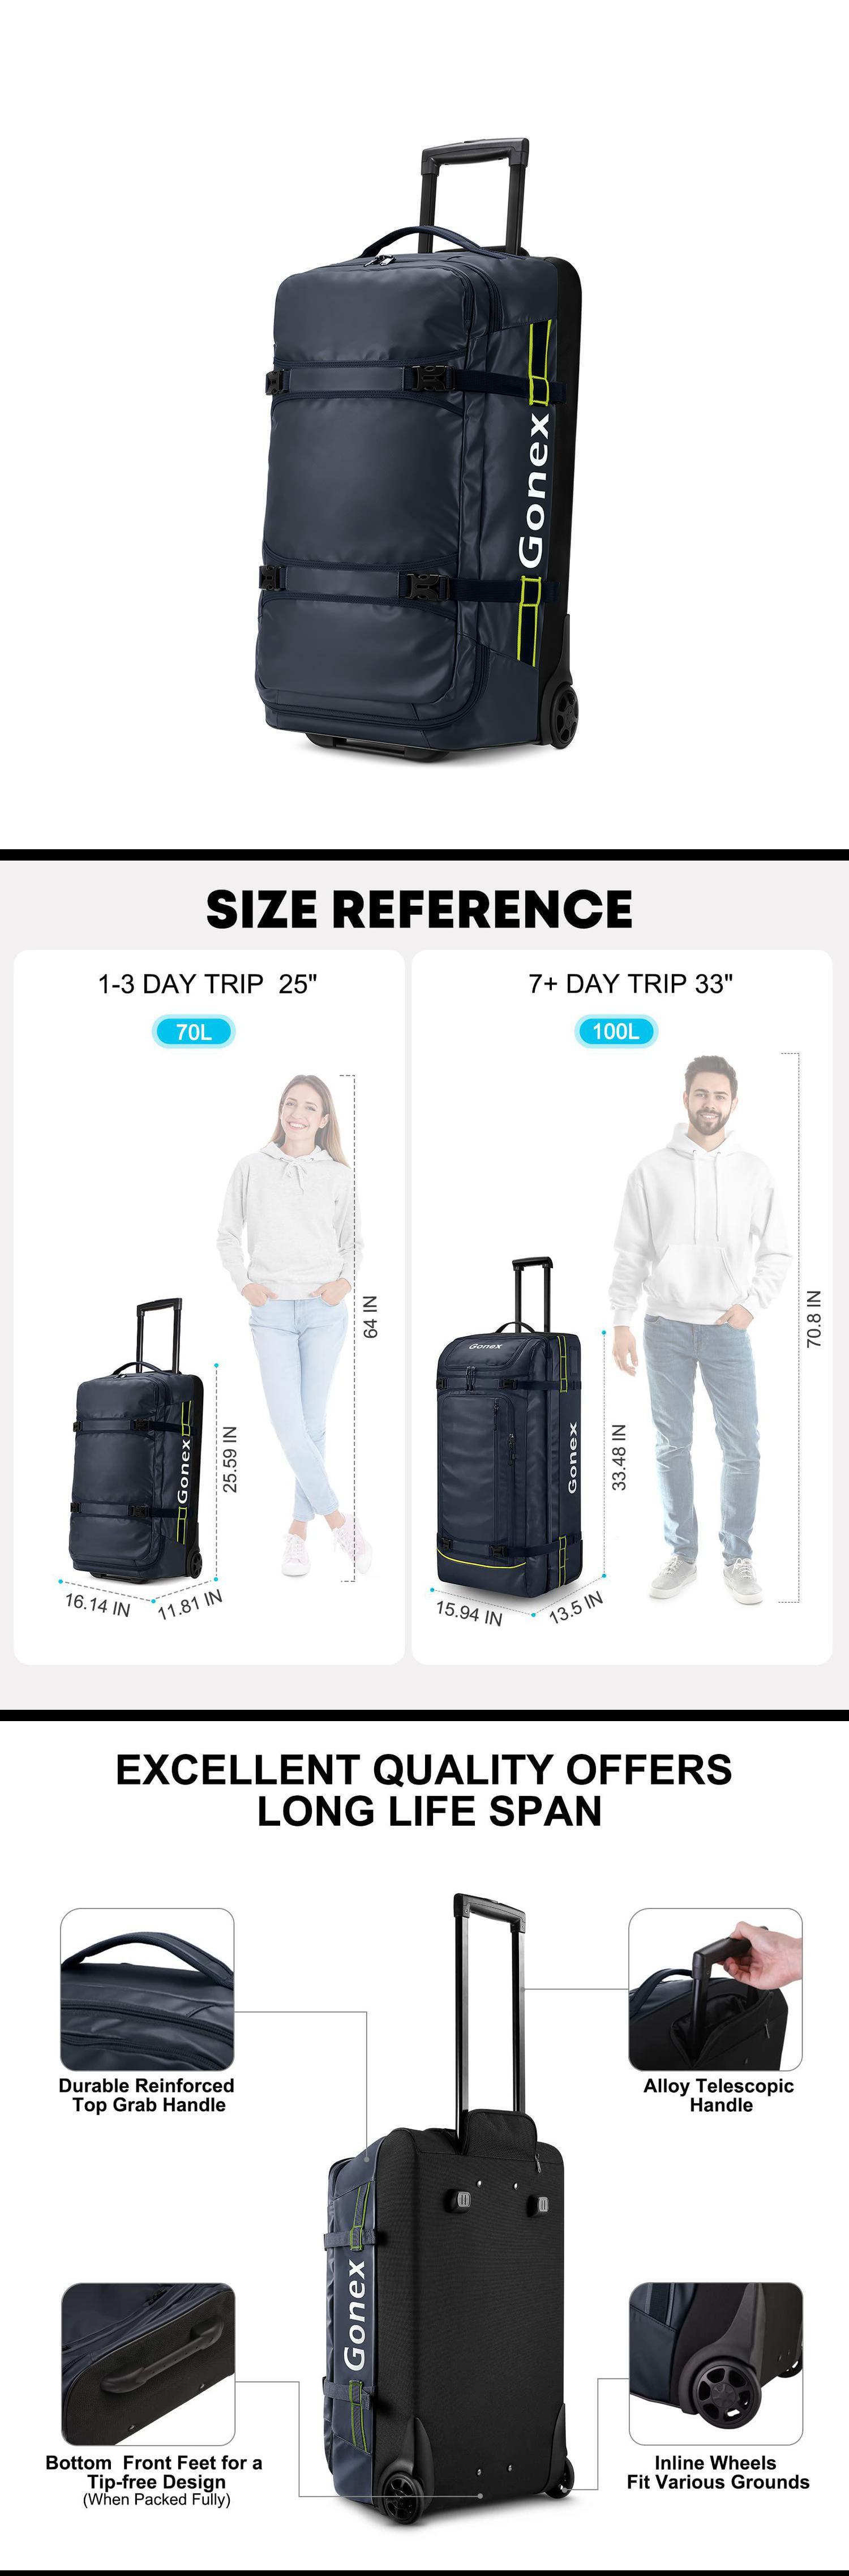 Gonex
SIZE REFERENCE
1-3 DAY TRIP 25"
70L
64 IN
Gonex
25.59 IN
16.14 IN
11.81 IN
7+ DAY TRIP 33"
100L
70.8 IN
Gonex
Gonex
33.48 IN
15.94 IN
13.5 IN
EXCELLENT QUALITY OFFERS
LONG LIFE SPAN
Durable Reinforced
Top Grab Handle
Alloy Telescopic
Handle
Gonex
Bottom Front Feet for a
Tip-free Design
(When Packed Fully)
Inline Wheels
Fit Various Grounds